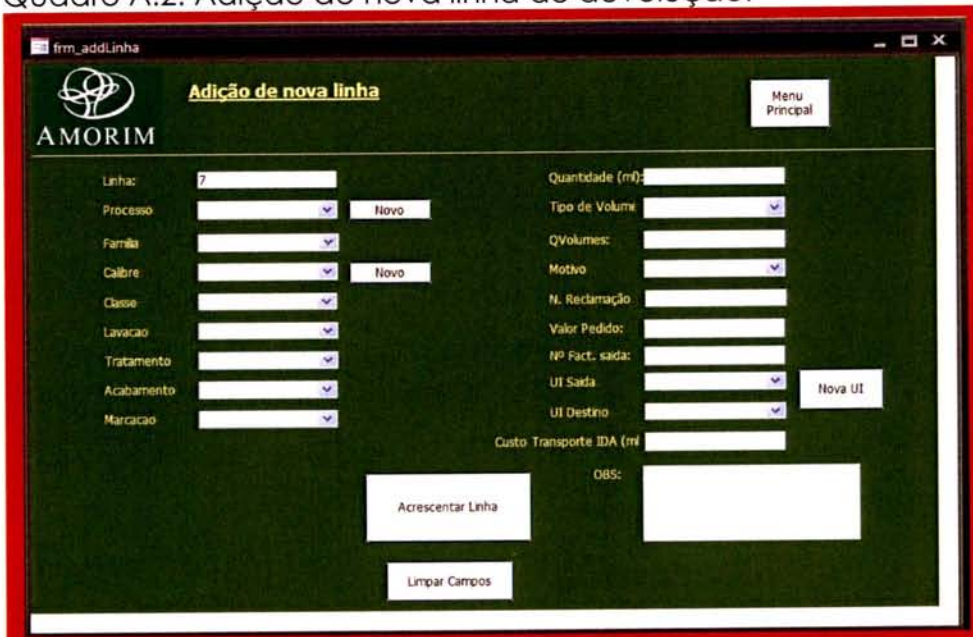 Quadro A.2. Adição de nova linha de devolução.
frm_addLinha
AMORIM
Adição de nova linha
Menu
Principal
Linha:
7
Processo
Novo
Familia
Calibre
Novo
Classe
Lavacao
Tratamento
Acabamento
Marcacao
Quantidade (ml):
Tipo de Volume
QVolumes:
Motivo
N. Reclamação
Valor Pedido:
Nº Fact. saida:
UI Saida
Nova UI
UI Destino
Custo Transporte IDA (ml
OBS:
Acrescentar Linha
Limpar Campos